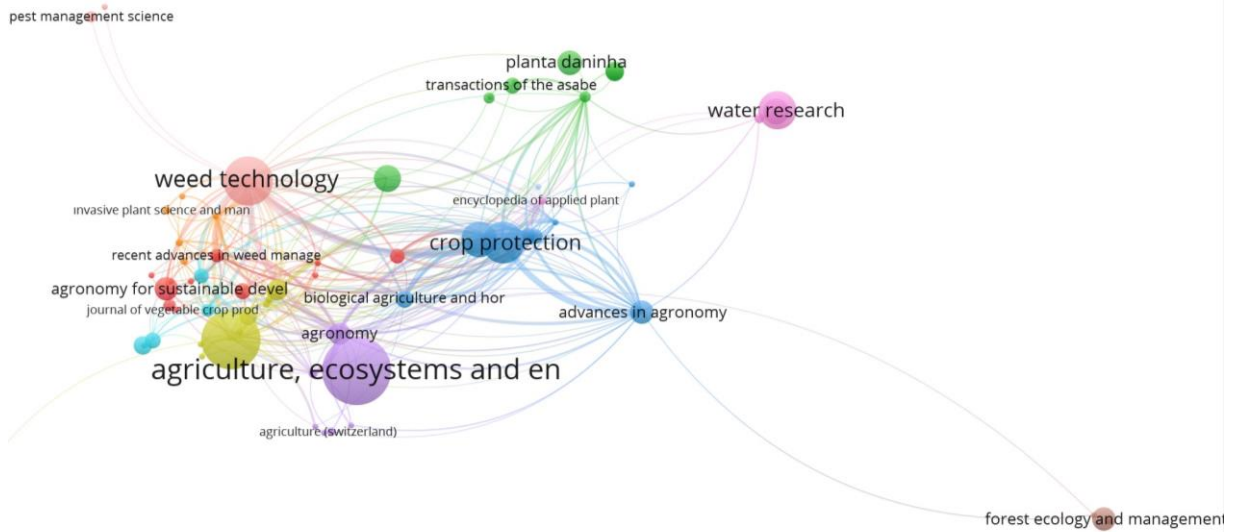 pest management science
planta daninha
transactions of the asabe
water research
weed technology
encyclopedia of applied plant
invasive plant science and man
crop protection
recent advances in weed manage
agronomy for sustainable devel
biological agriculture and hor
journal of vegetable crop prod
advances in agronomy
agronomy
agriculture, ecosystems and en
agriculture (switzerland)
forest ecology and management